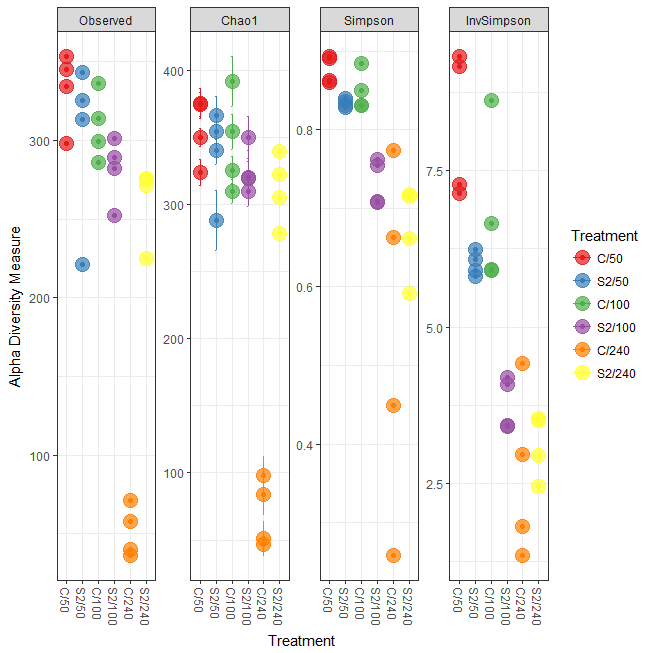 Observed
Chao1
Simpson
InvSimpson
Alpha Diversity Measure
300
200
100
400
300
200
100
0.8
0.6
0.4
7.5
5.0
2.5
C/50
S2/50
C/100
S2/100
C/240
S2/240
C/50
S2/50
C/100
S2/100
C/240
S2/240
C/50
S2/50
C/100
S2/100
C/240
S2/240
C/50
S2/50
C/100
S2/100
C/240
S2/240
Treatment
Treatment
C/50
S2/50
C/100
S2/100
C/240
S2/240